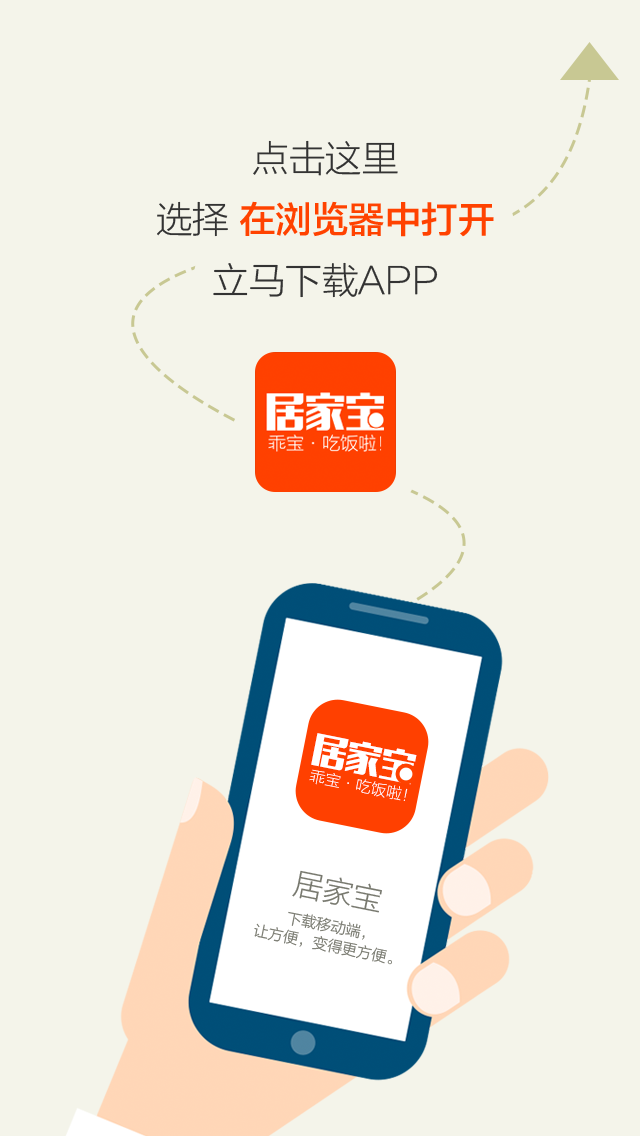 点击这里
选择 在浏览器中打开
立马下载APP
居家宝
乖宝·吃饭啦!
居家宝
乖宝·吃饭啦!
居家宝
下载移动端，
让方便，变得更方便。